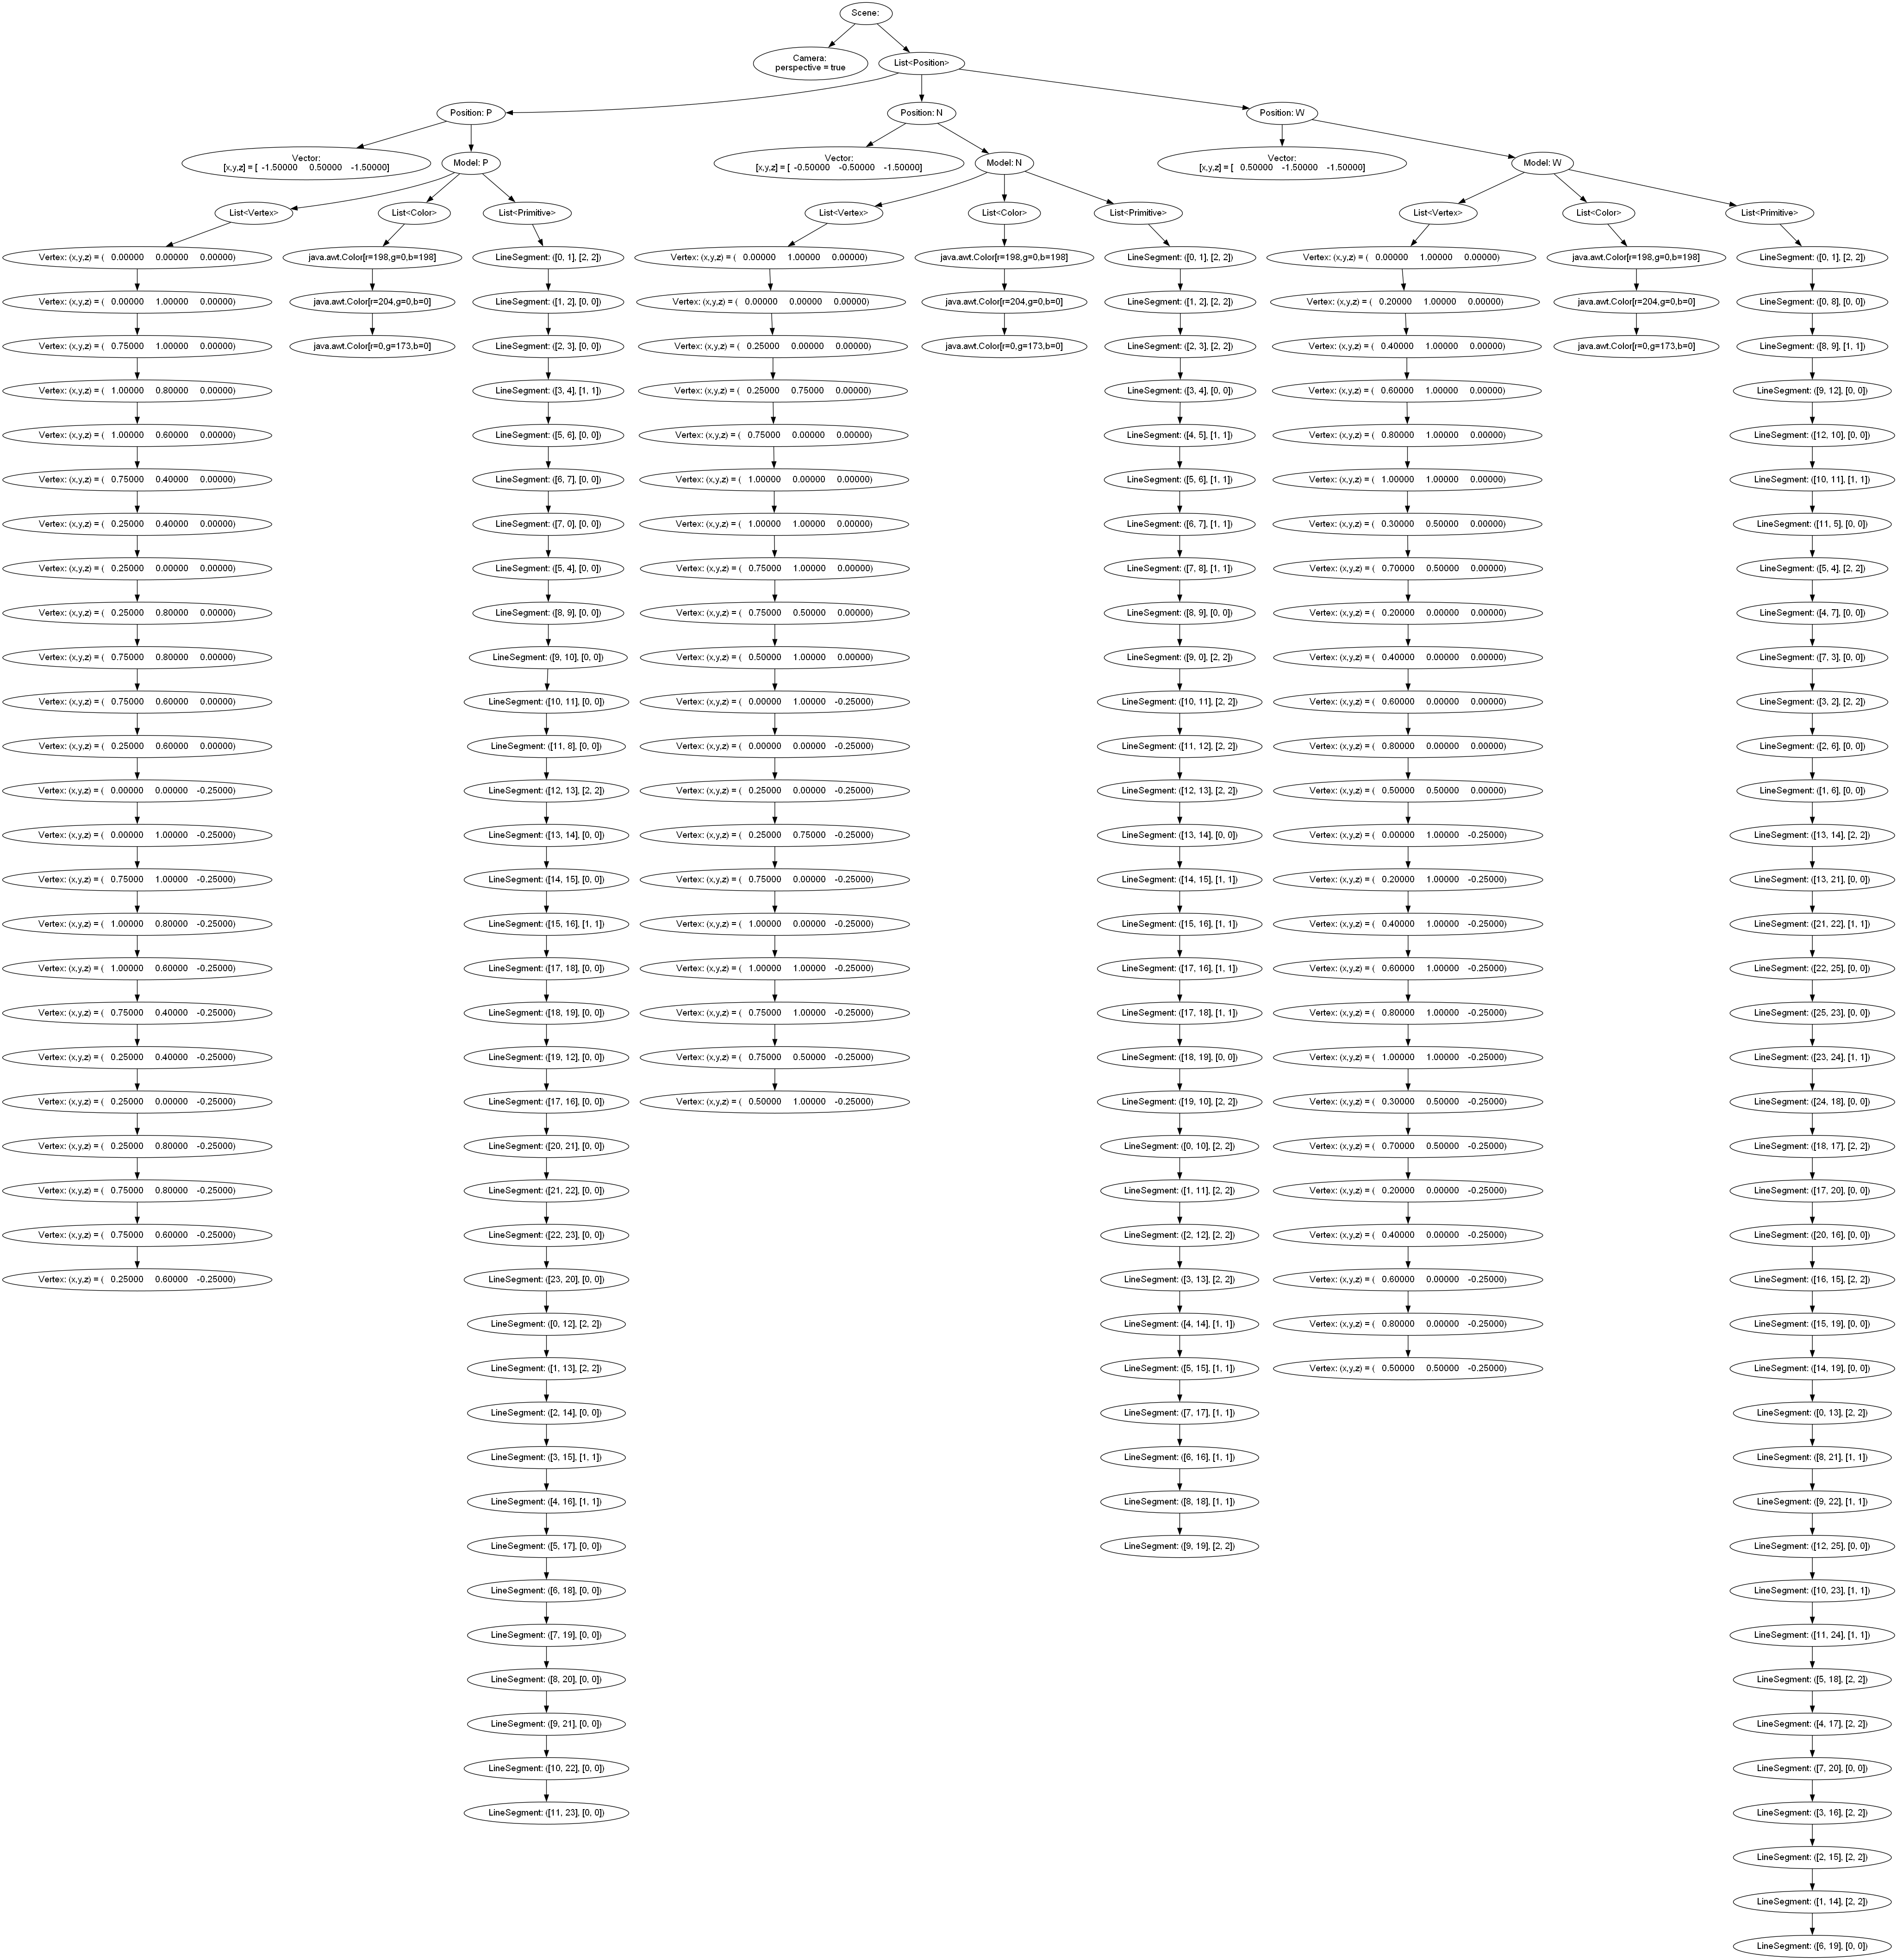 Scene:
Camera:
perspective = true
List<Position>
Position: P
Position: N
Position: W
Vector:
[x,y,z] = [ -1.50000 0.50000 -1.50000]
Model: P
Vector:
[x,y,z] = [ -0.50000 -0.50000 -1.50000]
Model: N
Vector:
[x,y,z] = [ 0.50000 -1.50000 -1.50000]
Model: W
List<Vertex>
Vertex: (x,y,z) = ( 0.00000 0.00000 0.00000)
Vertex: (x,y,z) = ( 0.00000 1.00000 0.00000)
Vertex: (x,y,z) = ( 0.75000 1.00000 0.00000)
Vertex: (x,y,z) = ( 1.00000 0.80000 0.00000)
Vertex: (x,y,z) = ( 1.00000 0.60000 0.00000)
Vertex: (x,y,z) = ( 0.75000 0.40000 0.00000)
Vertex: (x,y,z) = ( 0.25000 0.40000 0.00000)
Vertex: (x,y,z) = ( 0.25000 0.00000 0.00000)
Vertex: (x,y,z) = ( 0.25000 0.80000 0.00000)
Vertex: (x,y,z) = ( 0.75000 0.80000 0.00000)
Vertex: (x,y,z) = ( 0.75000 0.60000 0.00000)
Vertex: (x,y,z) = ( 0.25000 0.60000 0.00000)
Vertex: (x,y,z) = ( 0.00000 0.00000 -0.25000)
Vertex: (x,y,z) = ( 0.00000 1.00000 -0.25000)
Vertex: (x,y,z) = ( 0.75000 1.00000 -0.25000)
Vertex: (x,y,z) = ( 1.00000 0.80000 -0.25000)
Vertex: (x,y,z) = ( 1.00000 0.60000 -0.25000)
Vertex: (x,y,z) = ( 0.75000 0.40000 -0.25000)
Vertex: (x,y,z) = ( 0.25000 0.40000 -0.25000)
Vertex: (x,y,z) = ( 0.25000 0.00000 -0.25000)
Vertex: (x,y,z) = ( 0.25000 0.80000 -0.25000)
Vertex: (x,y,z) = ( 0.75000 0.80000 -0.25000)
Vertex: (x,y,z) = ( 0.75000 0.60000 -0.25000)
Vertex: (x,y,z) = ( 0.25000 0.60000 -0.25000)
List<Color>
java.awt.Color[r=198,g=0,b=198]
java.awt.Color[r=204,g=0,b=0]
java.awt.Color[r=0,g=173,b=0]
List<Primitive>
LineSegment: ([0, 1], [2, 2])
LineSegment: ([1, 2], [0, 0])
LineSegment: ([2, 3], [0, 0])
LineSegment: ([3, 4], [1, 1])
LineSegment: ([5, 6], [0, 0])
LineSegment: ([6, 7], [0, 0])
LineSegment: ([7, 0], [0, 0])
LineSegment: ([5, 4], [0, 0])
LineSegment: ([8, 9], [0, 0])
LineSegment: ([9, 10], [0, 0])
LineSegment: ([10, 11], [0, 0])
LineSegment: ([11, 8], [0, 0])
LineSegment: ([12, 13], [2, 2])
LineSegment: ([13, 14], [0, 0])
LineSegment: ([14, 15], [0, 0])
LineSegment: ([15, 16], [1, 1])
LineSegment: ([17, 18], [0, 0])
LineSegment: ([18, 19], [0, 0])
LineSegment: ([19, 12], [0, 0])
LineSegment: ([17, 16], [0, 0])
LineSegment: ([20, 21], [0, 0])
LineSegment: ([21, 22], [0, 0])
LineSegment: ([22, 23], [0, 0])
LineSegment: ([23, 20], [0, 0])
LineSegment: ([0, 12], [2, 2])
LineSegment: ([1, 13], [2, 2])
LineSegment: ([2, 14], [0, 0])
LineSegment: ([3, 15], [1, 1])
LineSegment: ([4, 16], [1, 1])
LineSegment: ([5, 17], [0, 0])
LineSegment: ([6, 18], [0, 0])
LineSegment: ([7, 19], [0, 0])
LineSegment: ([8, 20], [0, 0])
LineSegment: ([9, 21], [0, 0])
LineSegment: ([10, 22], [0, 0])
LineSegment: ([11, 23], [0, 0])
List<Vertex>
Vertex: (x,y,z) = ( 0.00000 1.00000 0.00000)
Vertex: (x,y,z) = ( 0.00000 0.00000 0.00000)
Vertex: (x,y,z) = ( 0.25000 0.00000 0.00000)
Vertex: (x,y,z) = ( 0.25000 0.75000 0.00000)
Vertex: (x,y,z) = ( 0.75000 0.00000 0.00000)
Vertex: (x,y,z) = ( 1.00000 0.00000 0.00000)
Vertex: (x,y,z) = ( 1.00000 1.00000 0.00000)
Vertex: (x,y,z) = ( 0.75000 1.00000 0.00000)
Vertex: (x,y,z) = ( 0.75000 0.50000 0.00000)
Vertex: (x,y,z) = ( 0.50000 1.00000 0.00000)
Vertex: (x,y,z) = ( 0.00000 1.00000 -0.25000)
Vertex: (x,y,z) = ( 0.00000 0.00000 -0.25000)
Vertex: (x,y,z) = ( 0.25000 0.00000 -0.25000)
Vertex: (x,y,z) = ( 0.25000 0.75000 -0.25000)
Vertex: (x,y,z) = ( 0.75000 0.00000 -0.25000)
Vertex: (x,y,z) = ( 1.00000 0.00000 -0.25000)
Vertex: (x,y,z) = ( 1.00000 1.00000 -0.25000)
Vertex: (x,y,z) = ( 0.75000 1.00000 -0.25000)
Vertex: (x,y,z) = ( 0.75000 0.50000 -0.25000)
Vertex: (x,y,z) = ( 0.50000 1.00000 -0.25000)
List<Color>
java.awt.Color[r=198,g=0,b=198]
java.awt.Color[r=204,g=0,b=0]
java.awt.Color[r=0,g=173,b=0]
List<Primitive>
LineSegment: ([0, 1], [2, 2])
LineSegment: ([1, 2], [2, 2])
LineSegment: ([2, 3], [2, 2])
LineSegment: ([3, 4], [0, 0])
LineSegment: ([4, 5], [1, 1])
LineSegment: ([5, 6], [1, 1])
LineSegment: ([6, 7], [1, 1])
LineSegment: ([7, 8], [1, 1])
LineSegment: ([8, 9], [0, 0])
LineSegment: ([9, 0], [2, 2])
LineSegment: ([10, 11], [2, 2])
LineSegment: ([11, 12], [2, 2])
LineSegment: ([12, 13], [2, 2])
LineSegment: ([13, 14], [0, 0])
LineSegment: ([14, 15], [1, 1])
LineSegment: ([15, 16], [1, 1])
LineSegment: ([17, 16], [1, 1])
LineSegment: ([17, 18], [1, 1])
LineSegment: ([18, 19], [0, 0])
LineSegment: ([19, 10], [2, 2])
LineSegment: ([0, 10], [2, 2])
LineSegment: ([1, 11], [2, 2])
LineSegment: ([2, 12], [2, 2])
LineSegment: ([3, 13], [2, 2])
LineSegment: ([4, 14], [1, 1])
LineSegment: ([5, 15], [1, 1])
LineSegment: ([7, 17], [1, 1])
LineSegment: ([6, 16], [1, 1])
LineSegment: ([8, 18], [1, 1])
LineSegment: ([9, 19], [2, 2])
List<Vertex>
Vertex: (x,y,z) = ( 0.00000 1.00000 0.00000)
Vertex: (x,y,z) = ( 0.20000 1.00000 0.00000)
Vertex: (x,y,z) = ( 0.40000 1.00000 0.00000)
Vertex: (x,y,z) = ( 0.60000 1.00000 0.00000)
Vertex: (x,y,z) = ( 0.80000 1.00000 0.00000)
Vertex: (x,y,z) = ( 1.00000 1.00000 0.00000)
Vertex: (x,y,z) = ( 0.30000 0.50000 0.00000)
Vertex: (x,y,z) = ( 0.70000 0.50000 0.00000)
Vertex: (x,y,z) = ( 0.20000 0.00000 0.00000)
Vertex: (x,y,z) = ( 0.40000 0.00000 0.00000)
Vertex: (x,y,z) = ( 0.60000 0.00000 0.00000)
Vertex: (x,y,z) = ( 0.80000 0.00000 0.00000)
Vertex: (x,y,z) = ( 0.50000 0.50000 0.00000)
Vertex: (x,y,z) = ( 0.00000 1.00000 -0.25000)
Vertex: (x,y,z) = ( 0.20000 1.00000 -0.25000)
Vertex: (x,y,z) = ( 0.40000 1.00000 -0.25000)
Vertex: (x,y,z) = ( 0.60000 1.00000 -0.25000)
Vertex: (x,y,z) = ( 0.80000 1.00000 -0.25000)
Vertex: (x,y,z) = ( 1.00000 1.00000 -0.25000)
Vertex: (x,y,z) = ( 0.30000 0.50000 -0.25000)
Vertex: (x,y,z) = ( 0.70000 0.50000 -0.25000)
Vertex: (x,y,z) = ( 0.20000 0.00000 -0.25000)
Vertex: (x,y,z) = ( 0.40000 0.00000 -0.25000)
Vertex: (x,y,z) = ( 0.60000 0.00000 -0.25000)
Vertex: (x,y,z) = ( 0.80000 0.00000 -0.25000)
Vertex: (x,y,z) = ( 0.50000 0.50000 -0.25000)
List<Color>
java.awt.Color[r=198,g=0,b=198]
java.awt.Color[r=204,g=0,b=0]
java.awt.Color[r=0,g=173,b=0]
List<Primitive>
LineSegment: ([0, 1], [2, 2])
LineSegment: ([0, 8], [0, 0])
LineSegment: ([8, 9], [1, 1])
LineSegment: ([9, 12], [0, 0])
LineSegment: ([12, 10], [0, 0])
LineSegment: ([10, 11], [1, 1])
LineSegment: ([11, 5], [0, 0])
LineSegment: ([5, 4], [2, 2])
LineSegment: ([4, 7], [0, 0])
LineSegment: ([7, 3], [0, 0])
LineSegment: ([3, 2], [2, 2])
LineSegment: ([2, 6], [0, 0])
LineSegment: ([1, 6], [0, 0])
LineSegment: ([13, 14], [2, 2])
LineSegment: ([13, 21], [0, 0])
LineSegment: ([21, 22], [1, 1])
LineSegment: ([22, 25], [0, 0])
LineSegment: ([25, 23], [0, 0])
LineSegment: ([23, 24], [1, 1])
LineSegment: ([24, 18], [0, 0])
LineSegment: ([18, 17], [2, 2])
LineSegment: ([17, 20], [0, 0])
LineSegment: ([20, 16], [0, 0])
LineSegment: ([16, 15], [2, 2])
LineSegment: ([15, 19], [0, 0])
LineSegment: ([14, 19], [0, 0])
LineSegment: ([0, 13], [2, 2])
LineSegment: ([8, 21], [1, 1])
LineSegment: ([9, 22], [1, 1])
LineSegment: ([12, 25], [0, 0])
LineSegment: ([10, 23], [1, 1])
LineSegment: ([11, 24], [1, 1])
LineSegment: ([5, 18], [2, 2])
LineSegment: ([4, 17], [2, 2])
LineSegment: ([7, 20], [0, 0])
LineSegment: ([3, 16], [2, 2])
LineSegment: ([2, 15], [2, 2])
LineSegment: ([1, 14], [2, 2])
LineSegment: ([6, 19], [0, 0])